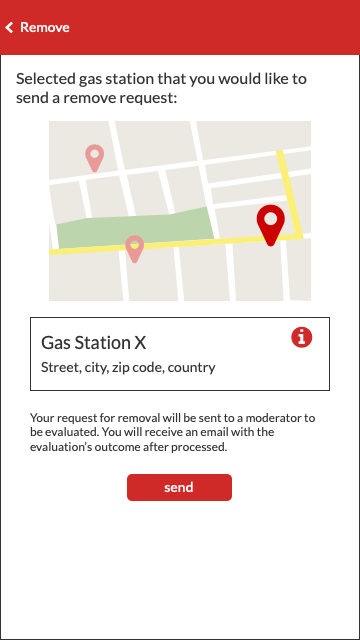 Remove
Selected gas station that you would like to
send a remove request:
Gas Station X
Street, city, zip code, country
Your request for removal will be sent to a moderator to
be evaluated. You will receive an email with the
evaluation's outcome after processed.
send